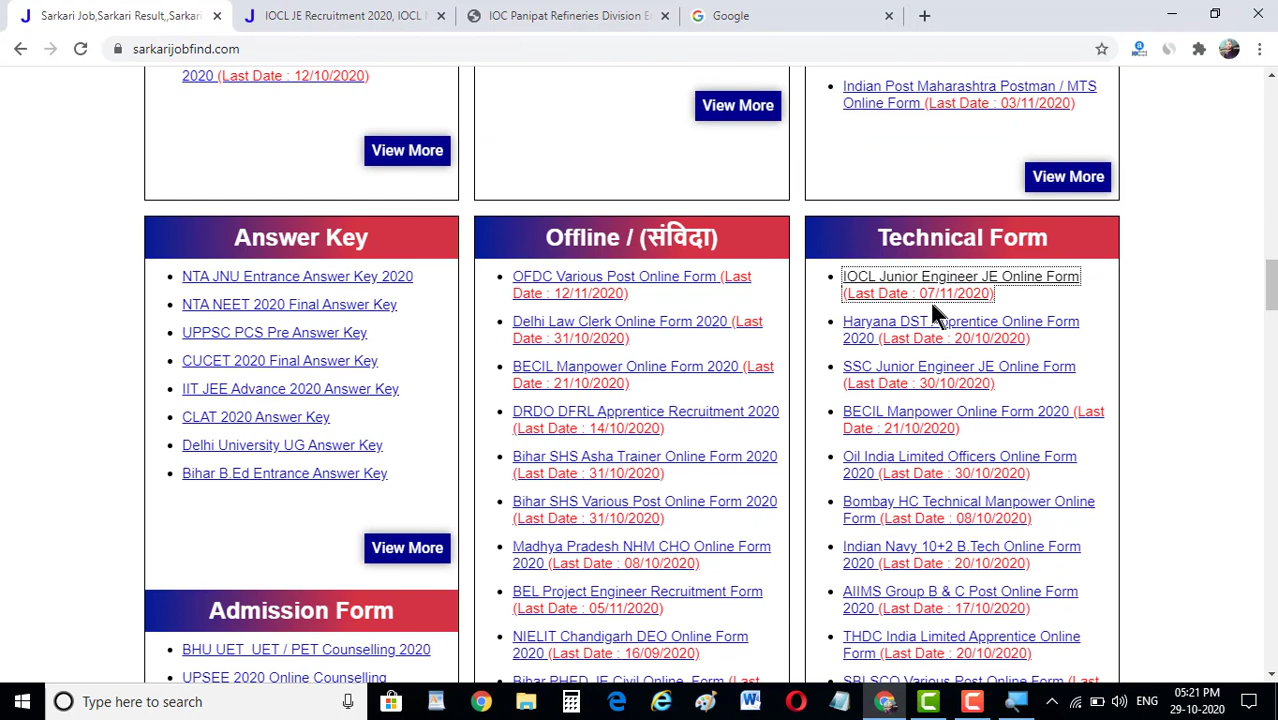 Sarkari Job,Sarkari Result,,Sarkari
IOCL JE Recruitment 2020, IOCL
IOC Panipat Refineries Division
Google
sarkarijobfind.com
2020 (Last Date : 12/10/2020)
View More
View More
Indian Post Maharashtra Postman / MTS
Online Form (Last Date : 03/11/2020)
View More
Answer Key
NTA JNU Entrance Answer Key 2020
NTA NEET 2020 Final Answer Key
UPPSC PCS Pre Answer Key
CUCET 2020 Final Answer Key
IIT JEE Advance 2020 Answer Key
CLAT 2020 Answer Key
Delhi University UG Answer Key
Bihar B.Ed Entrance Answer Key
View More
Admission Form
BHU UET UET / PET Counselling 2020
UPSEE 2020 Online Counselling
Offline / (संविदा)
OFDC Various Post Online Form (Last
Date : 12/11/2020)
Delhi Law Clerk Online Form 2020 (Last
Date : 31/10/2020)
BECIL Manpower Online Form 2020 (Last
Date : 21/10/2020)
DRDO DFRL Apprentice Recruitment 2020
(Last Date : 14/10/2020)
Bihar SHS Asha Trainer Online Form 2020
(Last Date : 31/10/2020)
Bihar SHS Various Post Online Form 2020
(Last Date : 31/10/2020)
Madhya Pradesh NHM CHO Online Form
2020 (Last Date : 08/10/2020)
BEL Project Engineer Recruitment Form
(Last Date : 05/11/2020)
NIELIT Chandigarh DEO Online Form
2020 (Last Date : 16/09/2020)
Bihar PHED JE Civil Online Form (Last
Technical Form
IOCL Junior Engineer JE Online Form
(Last Date : 07/11/2020)
Haryana DST Apprentice Online Form
2020 (Last Date : 20/10/2020)
SSC Junior Engineer JE Online Form
(Last Date : 30/10/2020)
BECIL Manpower Online Form 2020 (Last
Date : 21/10/2020)
Oil India Limited Officers Online Form
2020 (Last Date : 30/10/2020)
Bombay HC Technical Manpower Online
Form (Last Date : 08/10/2020)
Indian Navy 10+2 B.Tech Online Form
2020 (Last Date : 20/10/2020)
AIIMS Group B & C Post Online Form
2020 (Last Date : 17/10/2020)
THDC India Limited Apprentice Online
Form (Last Date : 20/10/2020)
SBI SCO Various Post Online Form (Last
Type here to search
ENG
05:21 PM
29-10-2020